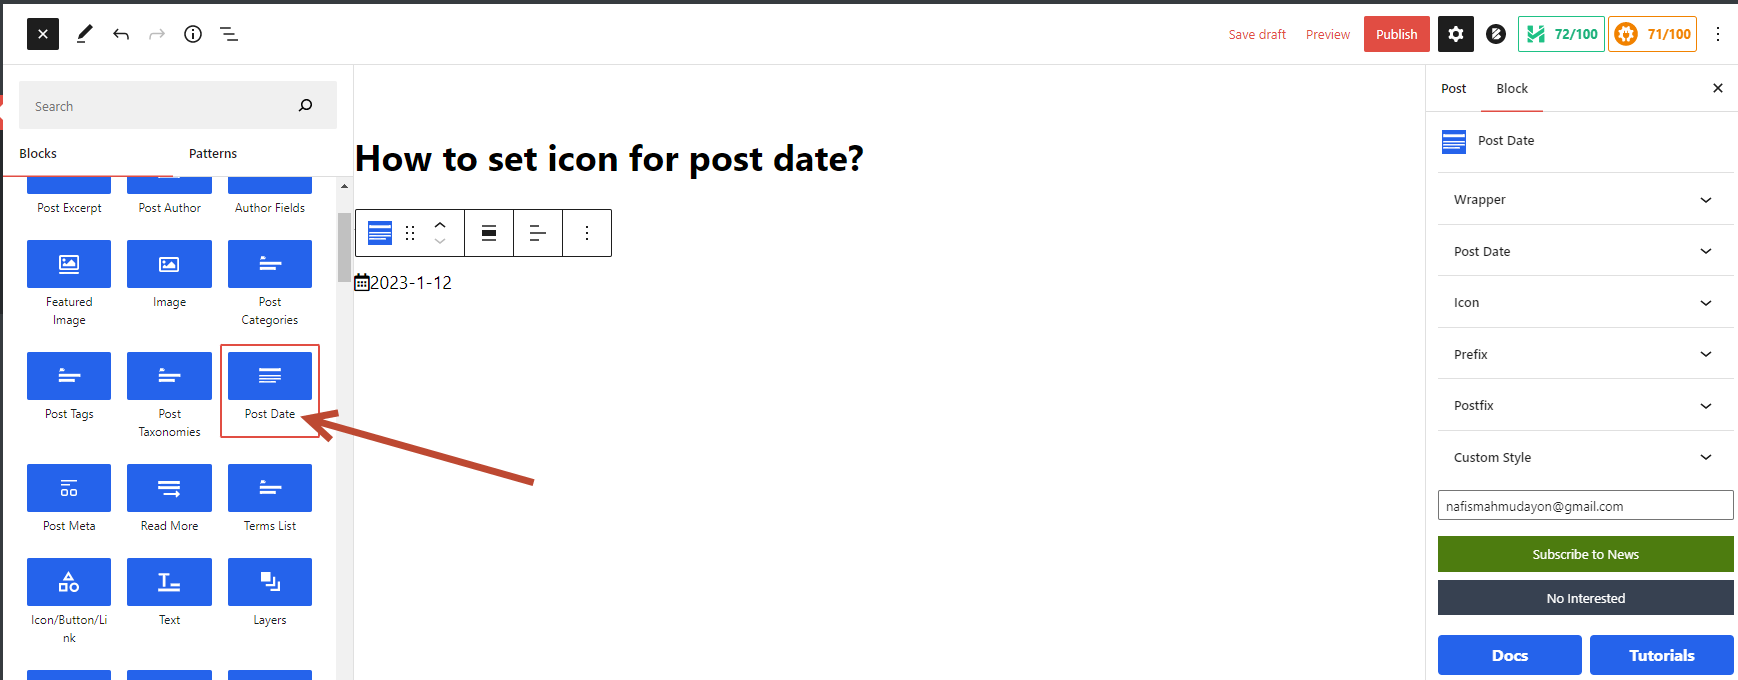 Save draft
Preview
Publish
72/100
71/100
Search
Blocks
Patterns
Post Excerpt
Post Author
Author Fields
Featured
Image
Image
Post
Categories
Post Tags
Post
Taxonomies
Post Date
Post Meta
Read More
Terms List
Icon/Button/Li
nk
Text
Layers
How to set icon for post date?
2023-1-12
Post
Block
Post Date
Wrapper
Post Date
Icon
Prefix
Postfix
Custom Style
nafismahmudayon@gmail.com
Subscribe to News
No Interested
Docs
Tutorials